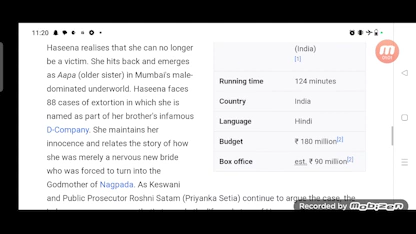 11:20
Haseena realises that she can no longer
be a victim. She hits back and emerges
as Aapa (older sister) in Mumbai's male-
dominated underworld. Haseena faces
88 cases of extortion in which she is
named as part of her brother's infamous
D-Company. She maintains her
innocence and relates the story of how
she was merely a nervous new bride
who was forced to turn into the
Godmother of Nagpada. As Keswani
and Public Prosecutor Roshni Satam (Priyanka Setia) continue to argue the case, the
(India)
[1]
Running time 124 minutes
Country India
Language Hindi
Budget ₹ 180 million[2]
Box office est. ₹ 90 million[2]
Recorded by
mobizen